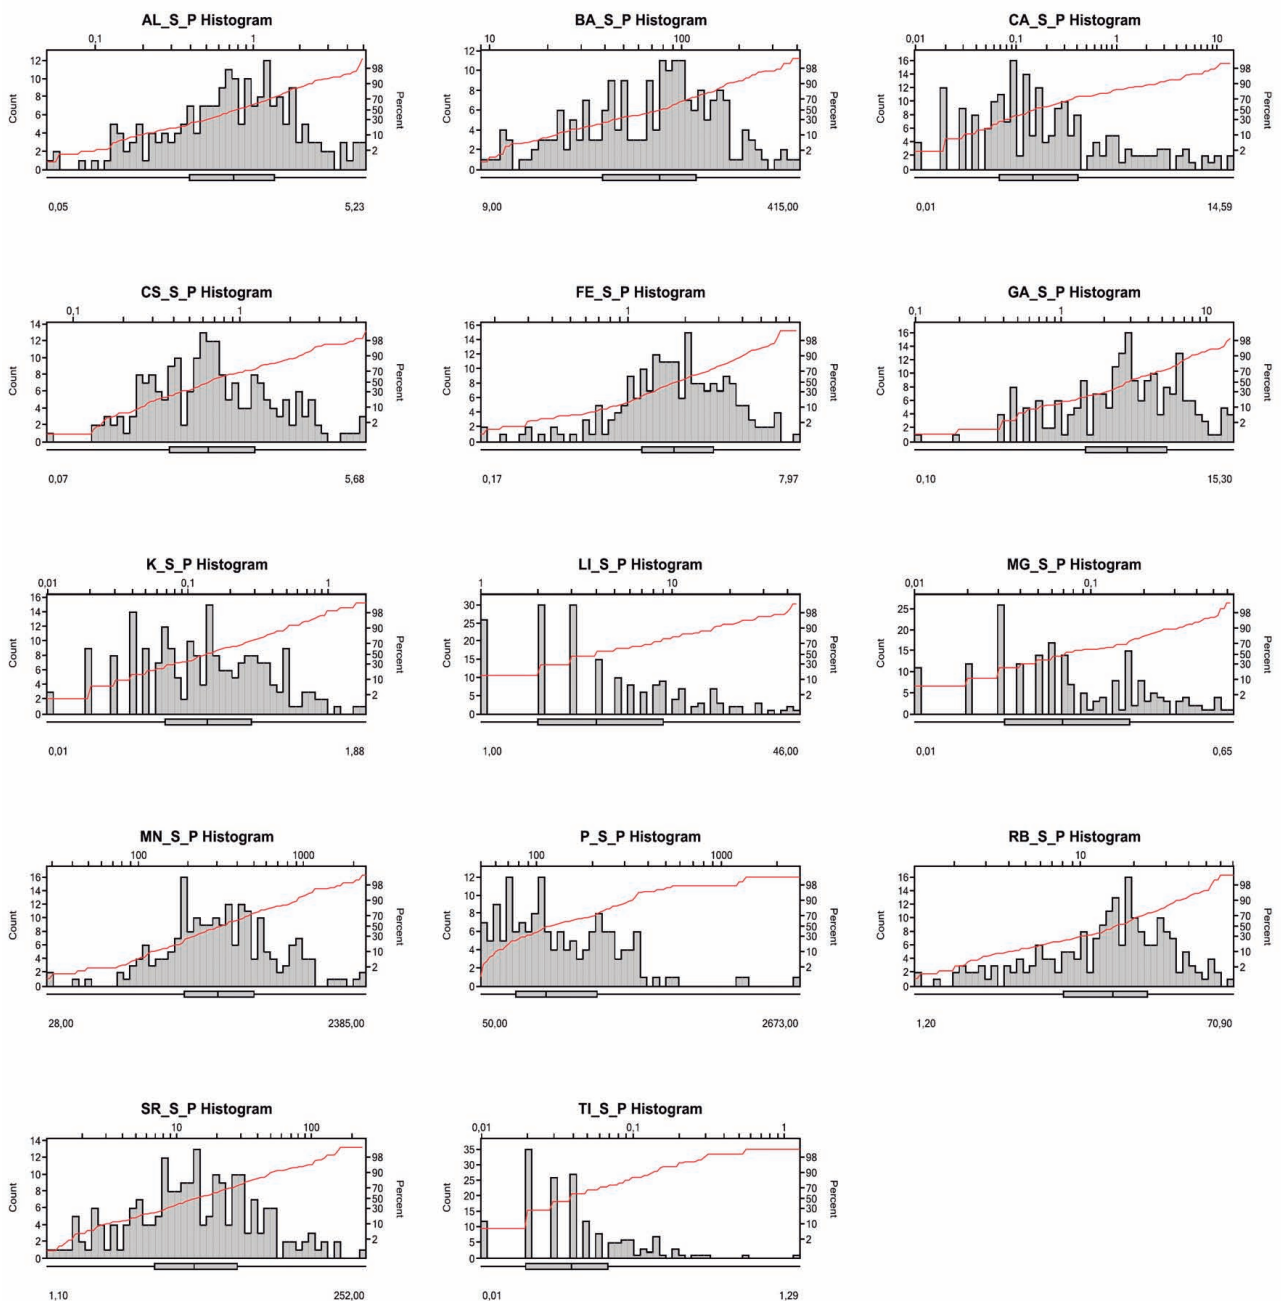 AL_S_P Histogram BA_S_P Histogram CA_S_P Histogram
0,1 1 10 100 0,01 0,1 1 10
Count 12 10 8 6 4 2 0 98 90 70 50 30 10 2 Percent
Count 12 10 8 6 4 2 0 98 90 70 50 30 10 2 Percent
Count 16 14 12 10 8 6 4 2 0 98 90 70 50 30 10 2 Percent
0,05 5,23 9,00 415,00 0,01 14,59
CS_S_P Histogram FE_S_P Histogram GA_S_P Histogram
0,1 1 1 0,1 1 10
Count 14 12 10 8 6 4 2 0 98 90 70 50 30 10 2 Percent
Count 16 14 12 10 8 6 4 2 0 98 90 70 50 30 10 2 Percent
Count 16 14 12 10 8 6 4 2 0 98 90 70 50 30 10 2 Percent
0,07 5,68 0,17 7,97 0,10 15,30
K_S_P Histogram LI_S_P Histogram MG_S_P Histogram
0,01 0,1 1 1 10 0,01 0,1
Count 16 14 12 10 8 6 4 2 0 98 90 70 50 30 10 2 Percent
Count 30 25 20 15 10 5 0 98 90 70 50 30 10 2 Percent
Count 25 20 15 10 5 0 98 90 70 50 30 10 2 Percent
0,01 1,88 1,00 46,00 0,01 0,65
MN_S_P Histogram P_S_P Histogram RB_S_P Histogram
100 1000 100 1000 10
Count 16 14 12 10 8 6 4 2 0 98 90 70 50 30 10 2 Percent
Count 12 10 8 6 4 2 0 98 90 70 50 30 10 2 Percent
Count 16 14 12 10 8 6 4 2 0 98 90 70 50 30 10 2 Percent
28,00 2385,00 50,00 2673,00 1,20 70,90
SR_S_P Histogram TI_S_P Histogram
10 100 0,01 0,1 1
Count 14 12 10 8 6 4 2 0 98 90 70 50 30 10 2 Percent
Count 35 30 25 20 15 10 5 0 98 90 70 50 30 10 2 Percent
1,10 252,00 0,01 1,29